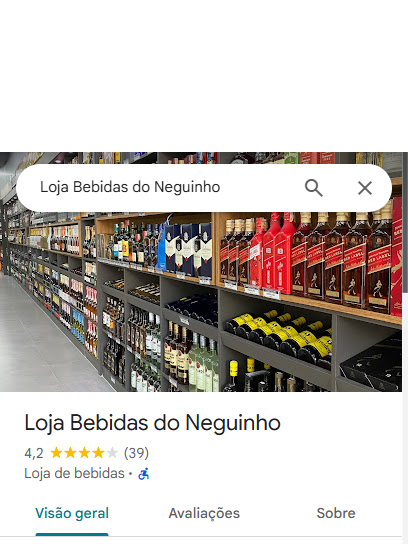 Loja Bebidas do Neguinho
Loja Bebidas do Neguinho
4,2 (39)
Loja de bebidas ·
Visão geral Avaliações Sobre